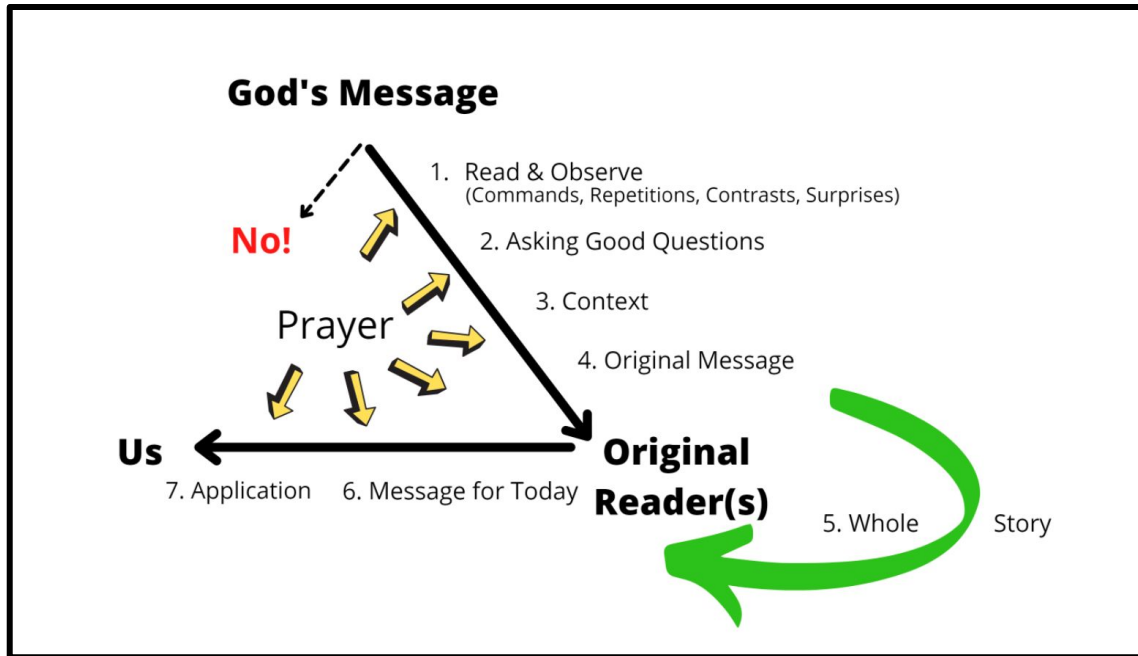 God's Message
1. Read & Observe
(Commands, Repetitions, Contrasts, Surprises)
No!
2. Asking Good Questions
3. Context
Prayer
4. Original Message
Us
Original
Reader(s)
7. Application
6. Message for Today
5. Whole Story